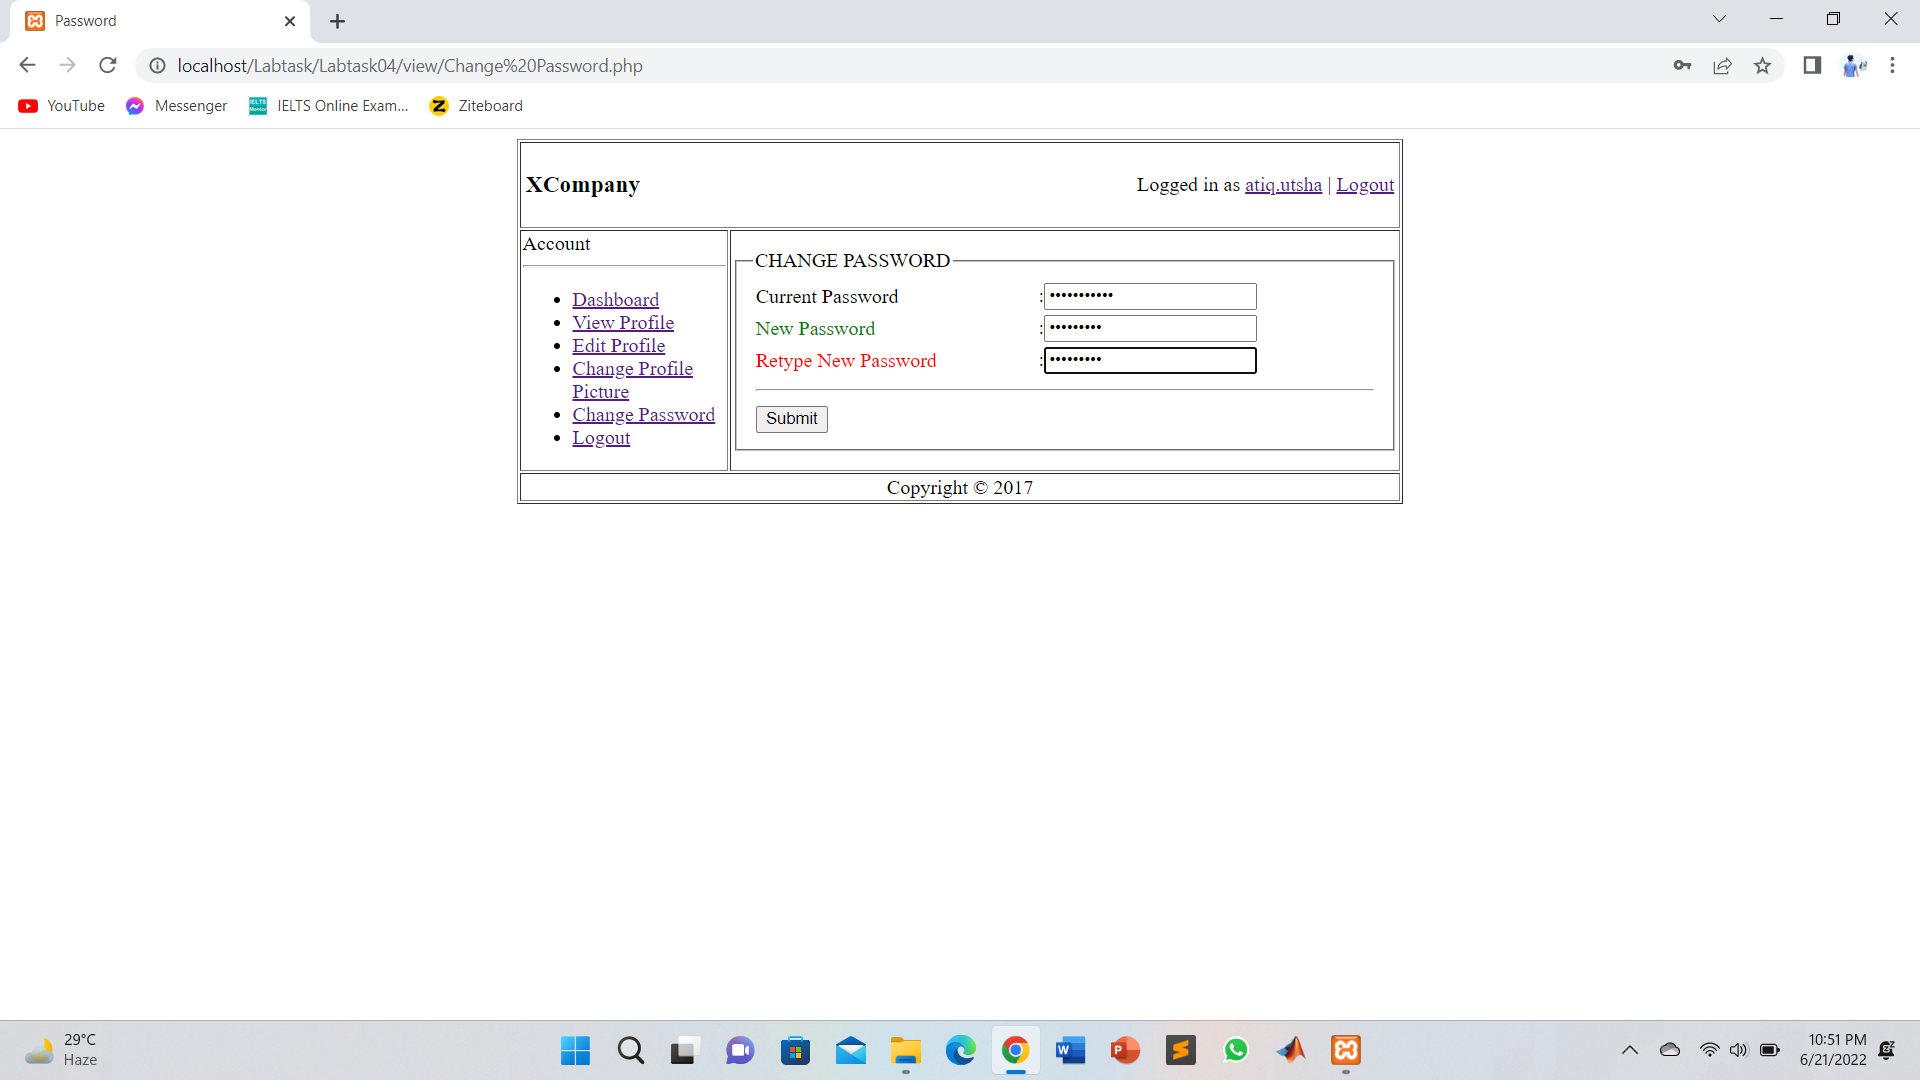 Password
localhost/Labtask/Labtask04/view/Change%20Password.php
YouTube Messenger IELTS Online Exam... Ziteboard
XCompany Logged in as atiq.utsha | Logout
Account
Dashboard
View Profile
Edit Profile
Change Profile
Picture
Change Password
Logout
CHANGE PASSWORD
Current Password :•••••••••••
New Password :•••••••••
Retype New Password :•••••••••
Submit
Copyright © 2017
29°C
Haze
10:51 PM
6/21/2022